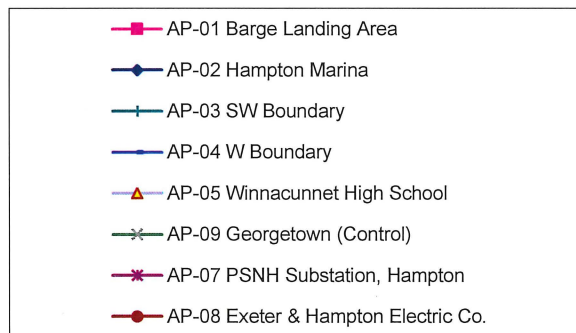 AP-01 Barge Landing Area
AP-02 Hampton Marina
AP-03 SW Boundary
AP-04 W Boundary
AP-05 Winnacunnet High School
AP-09 Georgetown (Control)
AP-07 PSNH Substation, Hampton
AP-08 Exeter & Hampton Electric Co.